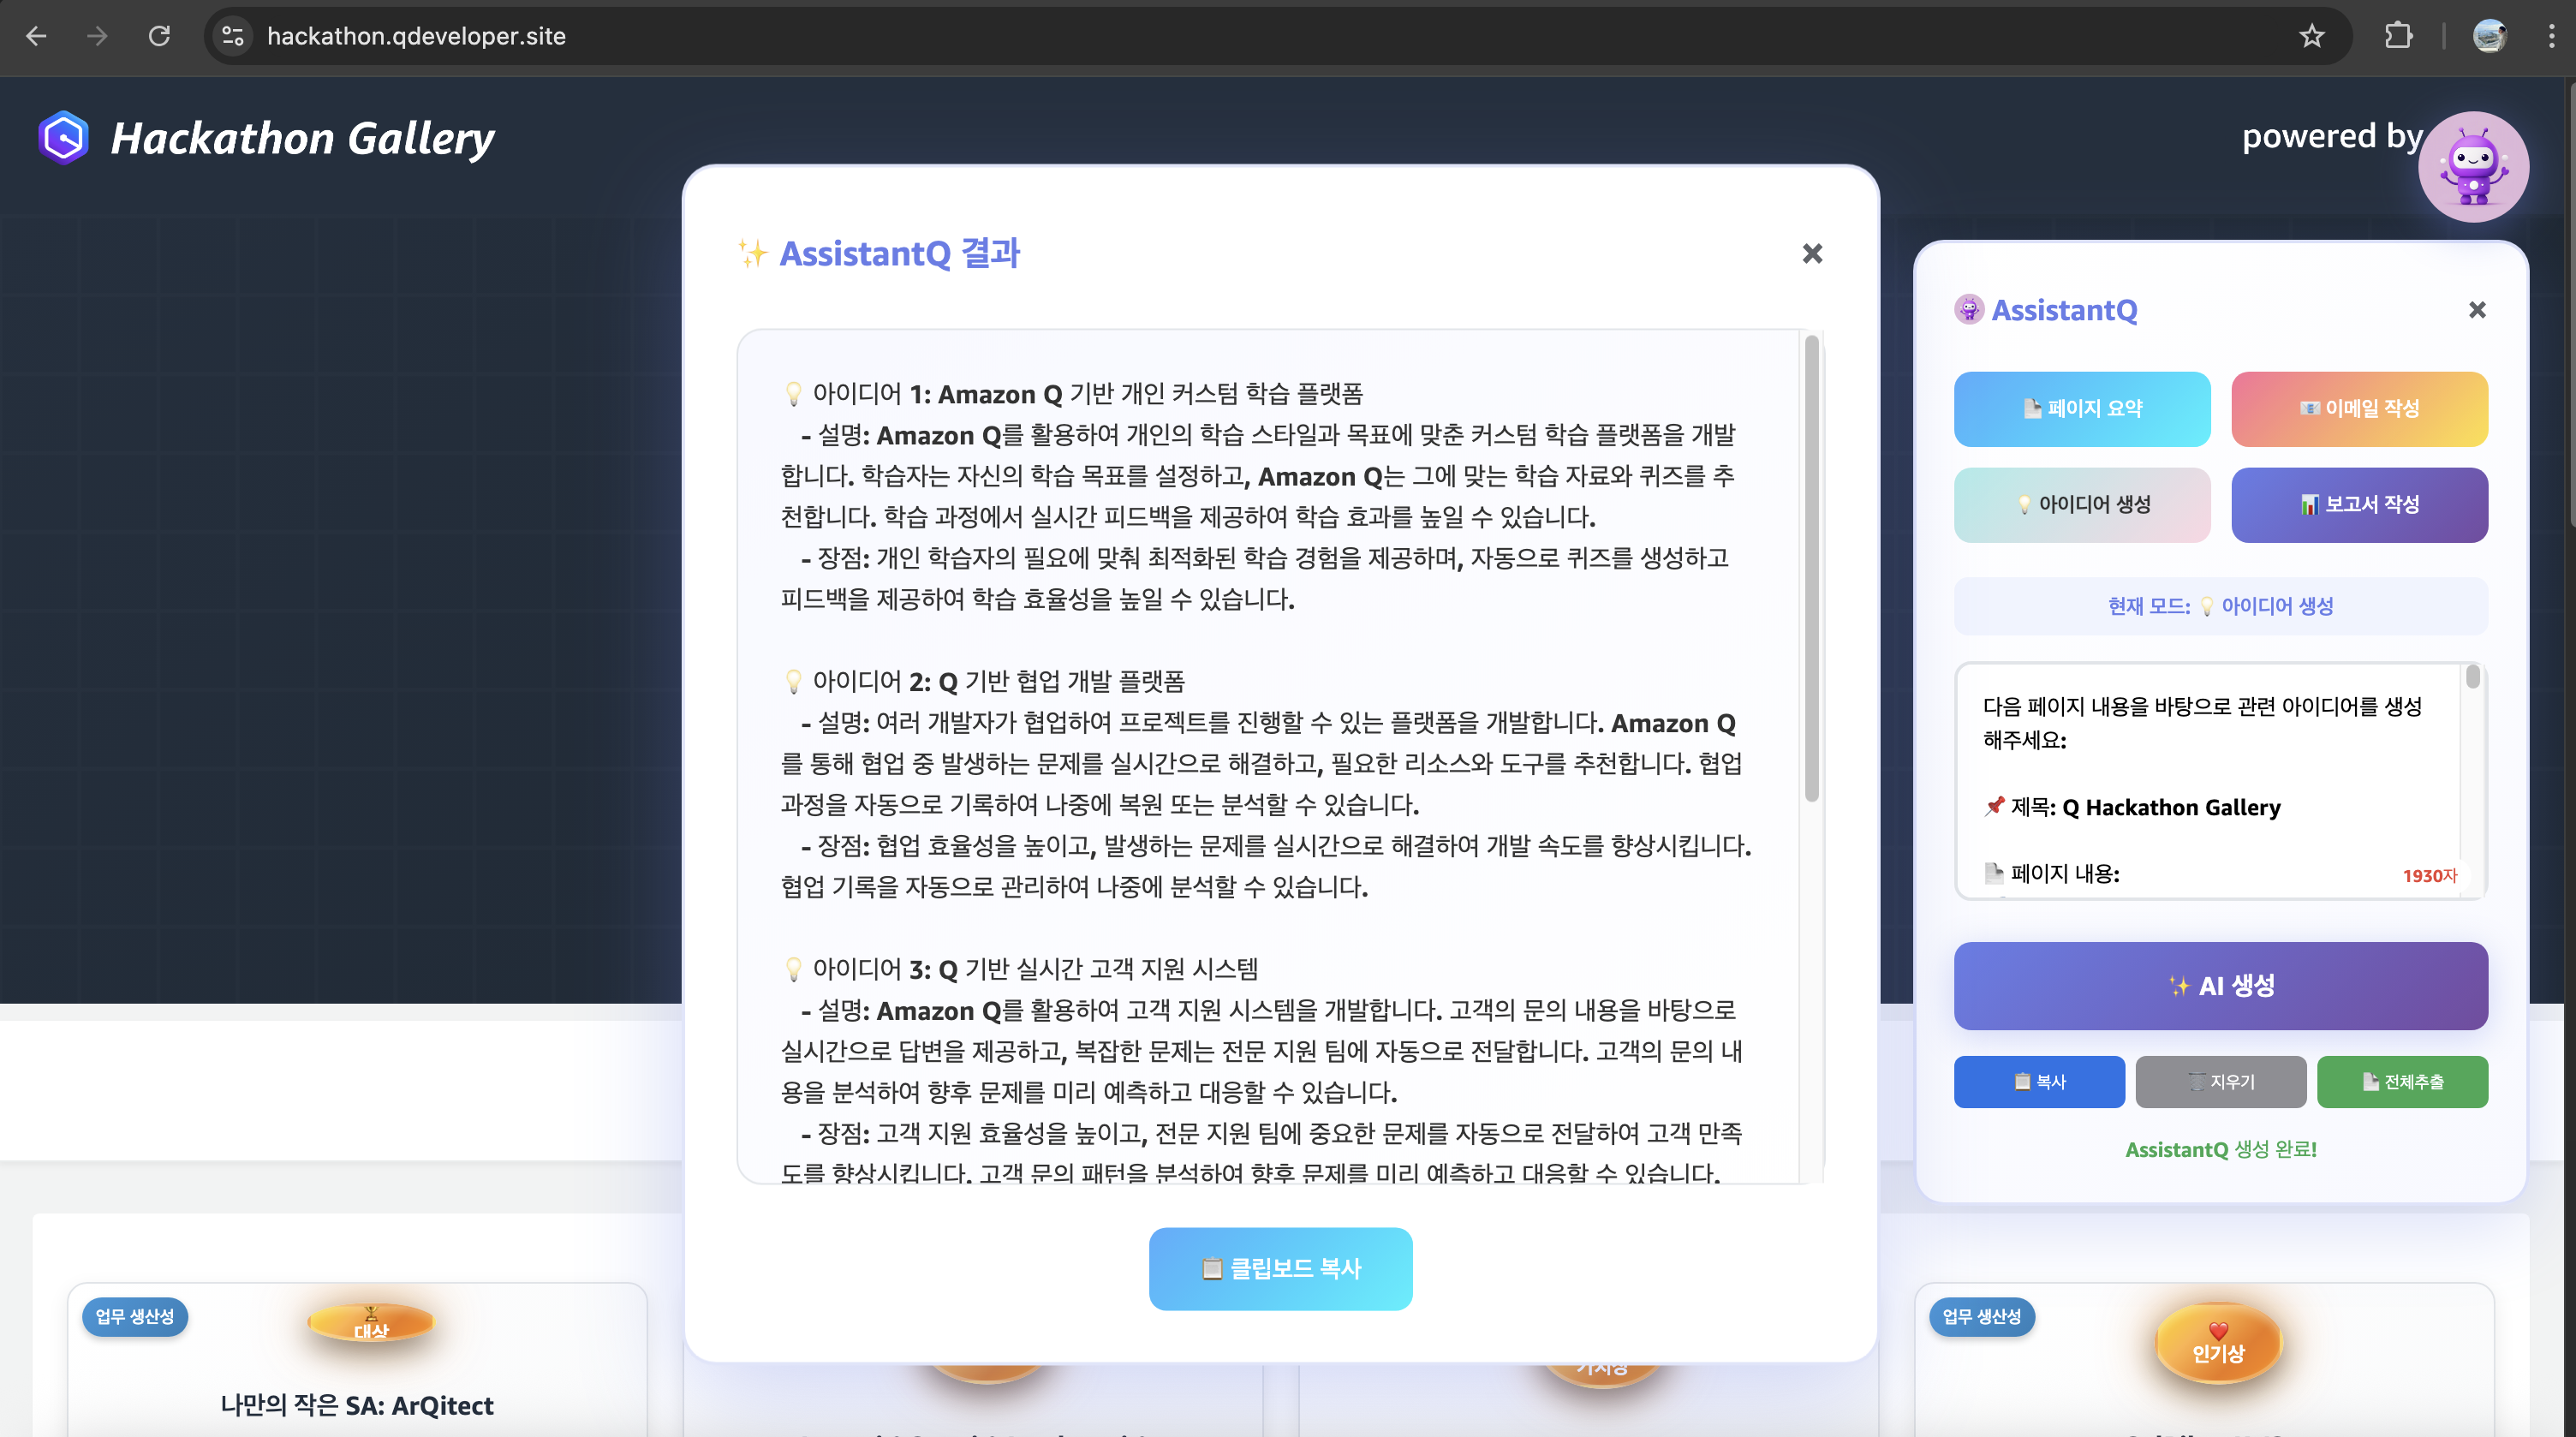 hackathon.qdeveloper.site
Hackathon Gallery
powered by
✨ AssistantQ 결과
💡 아이디어 1: Amazon Q 기반 개인 커스텀 학습 플랫폼
- 설명: Amazon Q를 활용하여 개인의 학습 스타일과 목표에 맞춘 커스텀 학습 플랫폼을 개발
합니다. 학습자는 자신의 학습 목표를 설정하고, Amazon Q는 그에 맞는 학습 자료와 퀴즈를 추
천합니다. 학습 과정에서 실시간 피드백을 제공하여 학습 효과를 높일 수 있습니다.
- 장점: 개인 학습자의 필요에 맞춰 최적화된 학습 경험을 제공하며, 자동으로 퀴즈를 생성하고
피드백을 제공하여 학습 효율성을 높일 수 있습니다.
💡 아이디어 2: Q 기반 협업 개발 플랫폼
- 설명: 여러 개발자가 협업하여 프로젝트를 진행할 수 있는 플랫폼을 개발합니다. Amazon Q
를 통해 협업 중 발생하는 문제를 실시간으로 해결하고, 필요한 리소스와 도구를 추천합니다. 협업
과정을 자동으로 기록하여 나중에 복원 또는 분석할 수 있습니다.
- 장점: 협업 효율성을 높이고, 발생하는 문제를 실시간으로 해결하여 개발 속도를 향상시킵니다.
협업 기록을 자동으로 관리하여 나중에 분석할 수 있습니다.
💡 아이디어 3: Q 기반 실시간 고객 지원 시스템
- 설명: Amazon Q를 활용하여 고객 지원 시스템을 개발합니다. 고객의 문의 내용을 바탕으로
실시간으로 답변을 제공하고, 복잡한 문제는 전문 지원 팀에 자동으로 전달합니다. 고객의 문의 내
용을 분석하여 향후 문제를 미리 예측하고 대응할 수 있습니다.
- 장점: 고객 지원 효율성을 높이고, 전문 지원 팀에 중요한 문제를 자동으로 전달하여 고객 만족
도를 향상시킵니다. 고객 문의 패턴을 분석하여 향후 문제를 미리 예측하고 대응할 수 있습니다.
📋 클립보드 복사
AssistantQ
📄 페이지 요약
📧 이메일 작성
💡 아이디어 생성
📊 보고서 작성
현재 모드: 💡 아이디어 생성
다음 페이지 내용을 바탕으로 관련 아이디어를 생성
해주세요:
📌 제목: Q Hackathon Gallery
📄 페이지 내용:
1930자
✨ AI 생성
📋 복사
🗑️ 지우기
📄 전체추출
AssistantQ 생성 완료!
업무 생산성
🏆
대상
나만의 작은 SA: ArQitect
업무 생산성
❤️
인기상